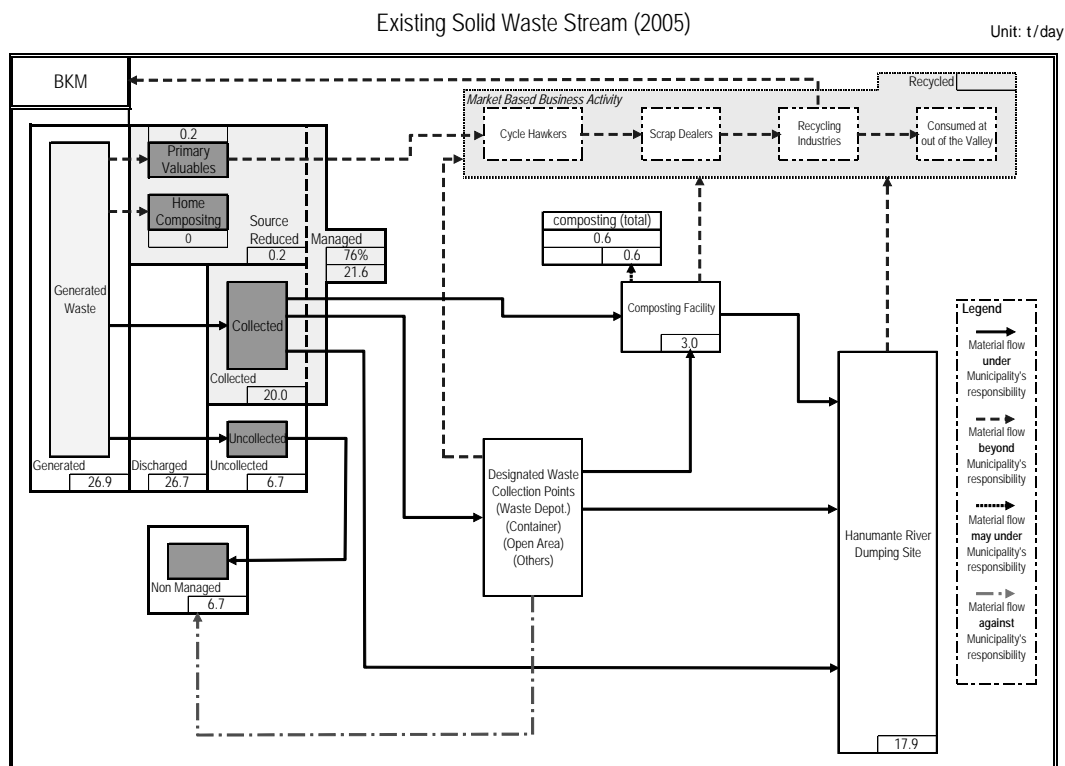 Existing Solid Waste Stream (2005)
Unit: t/day
BKM
Recycled
Market Based Business Activity
Cycle Hawkers
Scrap Dealers
Recycling
Industries
Consumed at
out of the Valley
0.2
Primary
Valuables
Home
Compositng
0
Source
Reduced
0.2
Managed
76%
21.6
composting (total)
0.6
0.6
Generated
Waste
Collected
Collected
20.0
Composting Facility
3.0
Uncollected
Generated
26.9
Discharged
26.7
Uncollected
6.7
Designated Waste
Collection Points
(Waste Depot.)
(Container)
(Open Area)
(Others)
Hanumante River
Dumping Site
17.9
Non Managed
6.7
Legend
Material flow
under
Municipality's
responsibility
Material flow
beyond
Municipality's
responsibility
Material flow
may under
Municipality's
responsibility
Material flow
against
Municipality's
responsibility